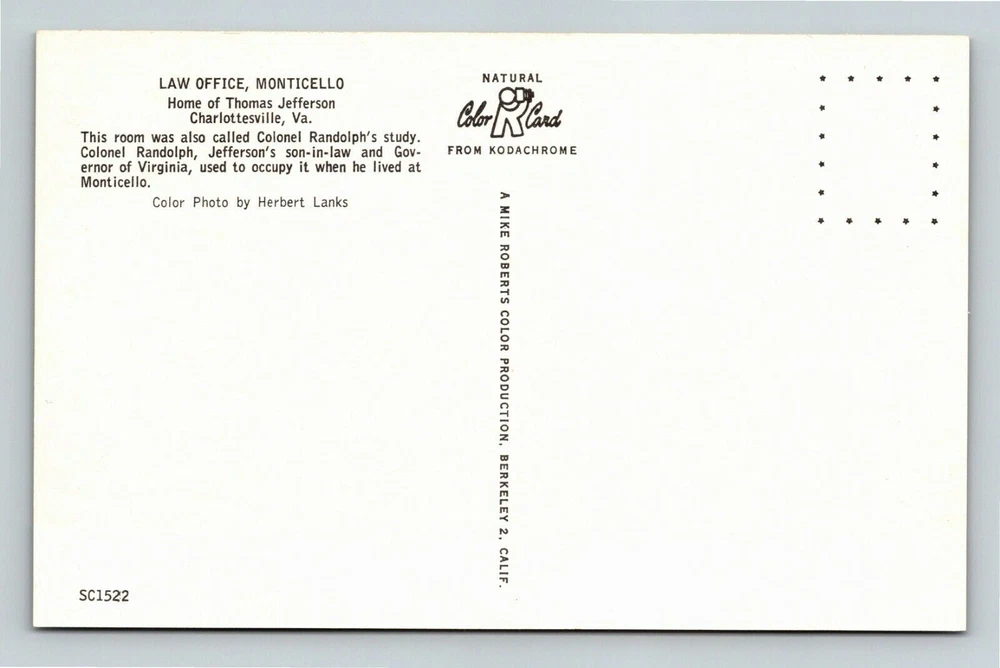 LAW OFFICE, MONTICELLO
Home of Thomas Jefferson
Charlottesville, Va.
This room was also called Colonel Randolph's study.
Colonel Randolph, Jefferson's son-in-law and Gov-
ernor of Virginia, used to occupy it when he lived at
Monticello.
Color Photo by Herbert Lanks
SC1522
NATURAL
Color Card
FROM KODACHROME
A MIKE ROBERTS COLOR PRODUCTION, BERKELEY 2, CALIF.